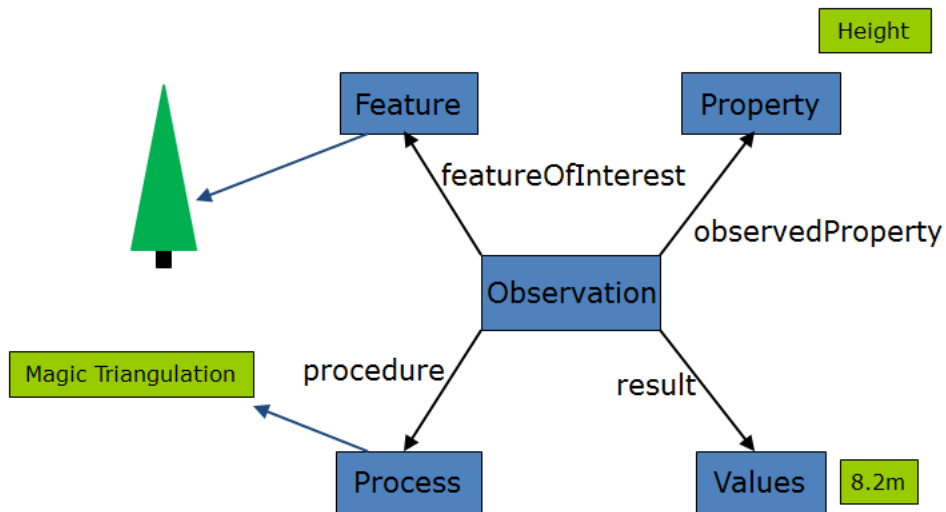 Height
Feature
Property
featureOfInterest
observedProperty
Observation
Magic Triangulation
procedure
result
Process
Values
8.2m